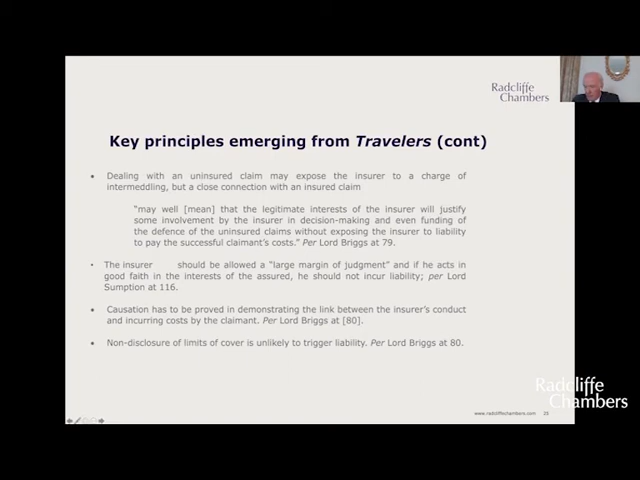 Radcliffe
Chambers
Key principles emerging from Travelers (cont)
• Dealing with an uninsured claim may expose the insurer to a charge of
intermeddling, but a close connection with an insured claim
“may well [mean] that the legitimate interests of the insurer will justify
some involvement by the insurer in decision-making and even funding of
the defence of the uninsured claims without exposing the insurer to liability
to pay the successful claimant’s costs.” Per Lord Briggs at 79.
• The insurer should be allowed a “large margin of judgment” and if he acts in
good faith in the interests of the assured, he should not incur liability; per Lord
Sumption at 116.
• Causation has to be proved in demonstrating the link between the insurer’s conduct
and incurring costs by the claimant. Per Lord Briggs at [80].
• Non-disclosure of limits of cover is unlikely to trigger liability. Per Lord Briggs at 80.
Radcliffe
Chambers
www.radcliffechambers.com 25